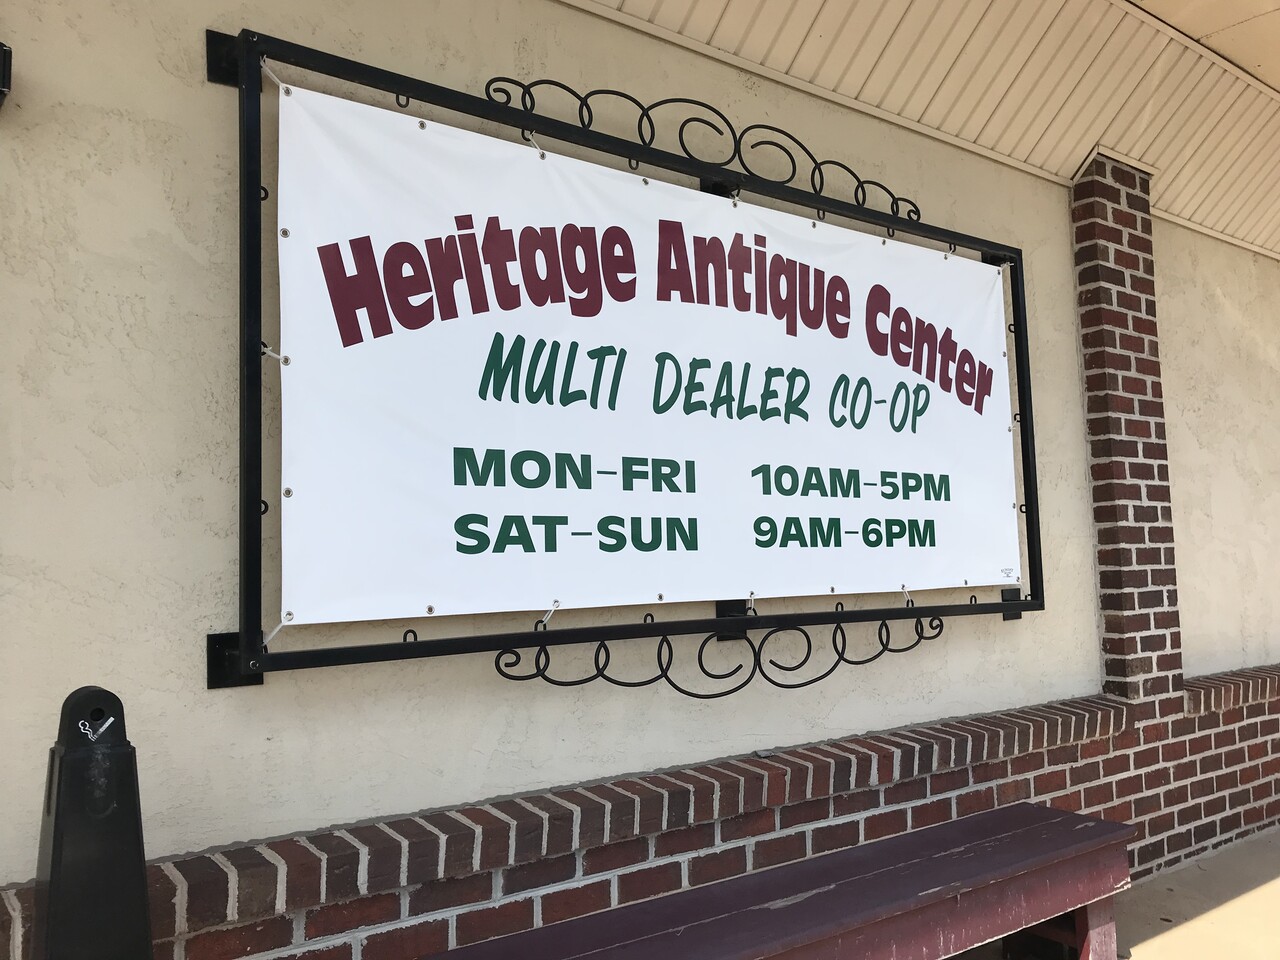 Heritage Antique Center
MULTI DEALER CO-OP
MON-FRI 10AM-5PM
SAT-SUN 9AM-6PM